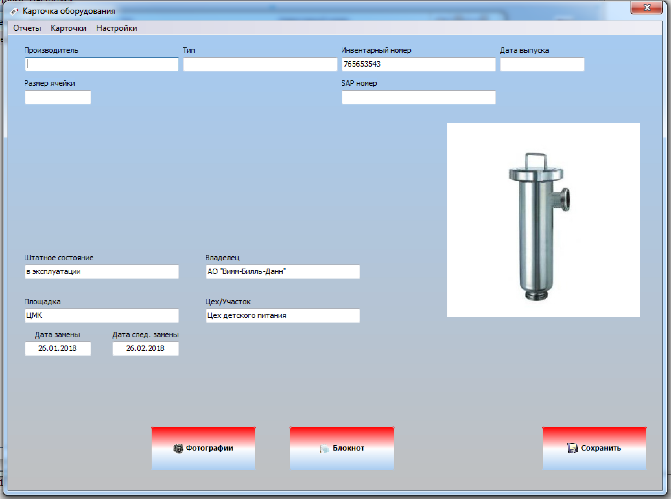 Карточка оборудования
Отчеты Карточки Настройки
Производитель Тип Инвентарный номер Дата выпуска
765653543
Размер ячейки SAP номер
Штатное состояние Владелец
в эксплуатации АО "Вимм-Билль-Данн"
Площадка Цех/Участок
ЦМК Цех детского питания
Дата замены Дата след. замены
26.01.2018 26.02.2018
Фотографии Блокнот Сохранить